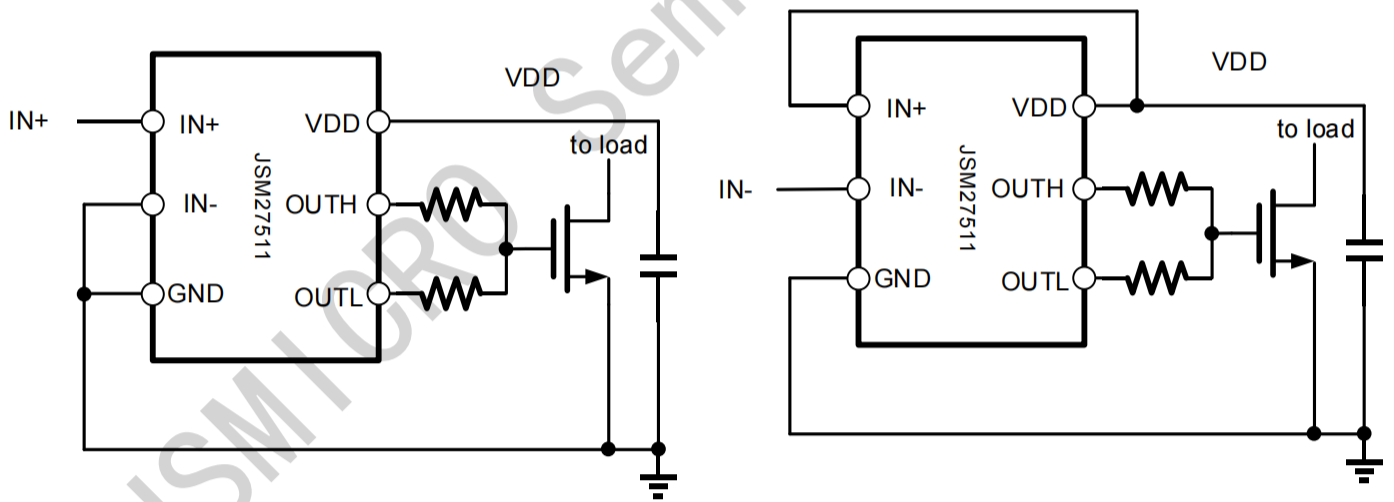 JSMICRO Sem
VDD
IN+
IN+
VDD
to load
JSM27511
IN-
OUTH
GND
OUTL
VDD
IN+
VDD
to load
JSM27511
IN-
IN-
OUTH
GND
OUTL